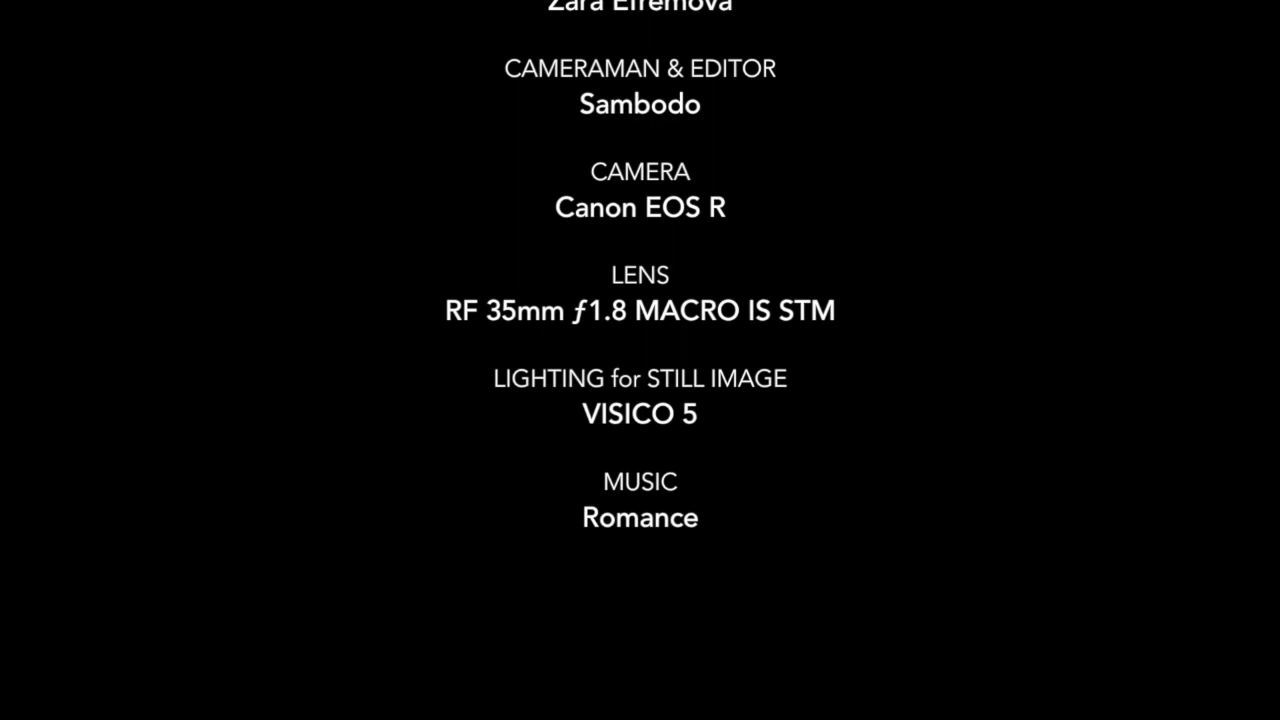 Zara Efremova
CAMERAMAN & EDITOR
Sambodo
CAMERA
Canon EOS R
LENS
RF 35mm ƒ1.8 MACRO IS STM
LIGHTING for STILL IMAGE
VISICO 5
MUSIC
Romance